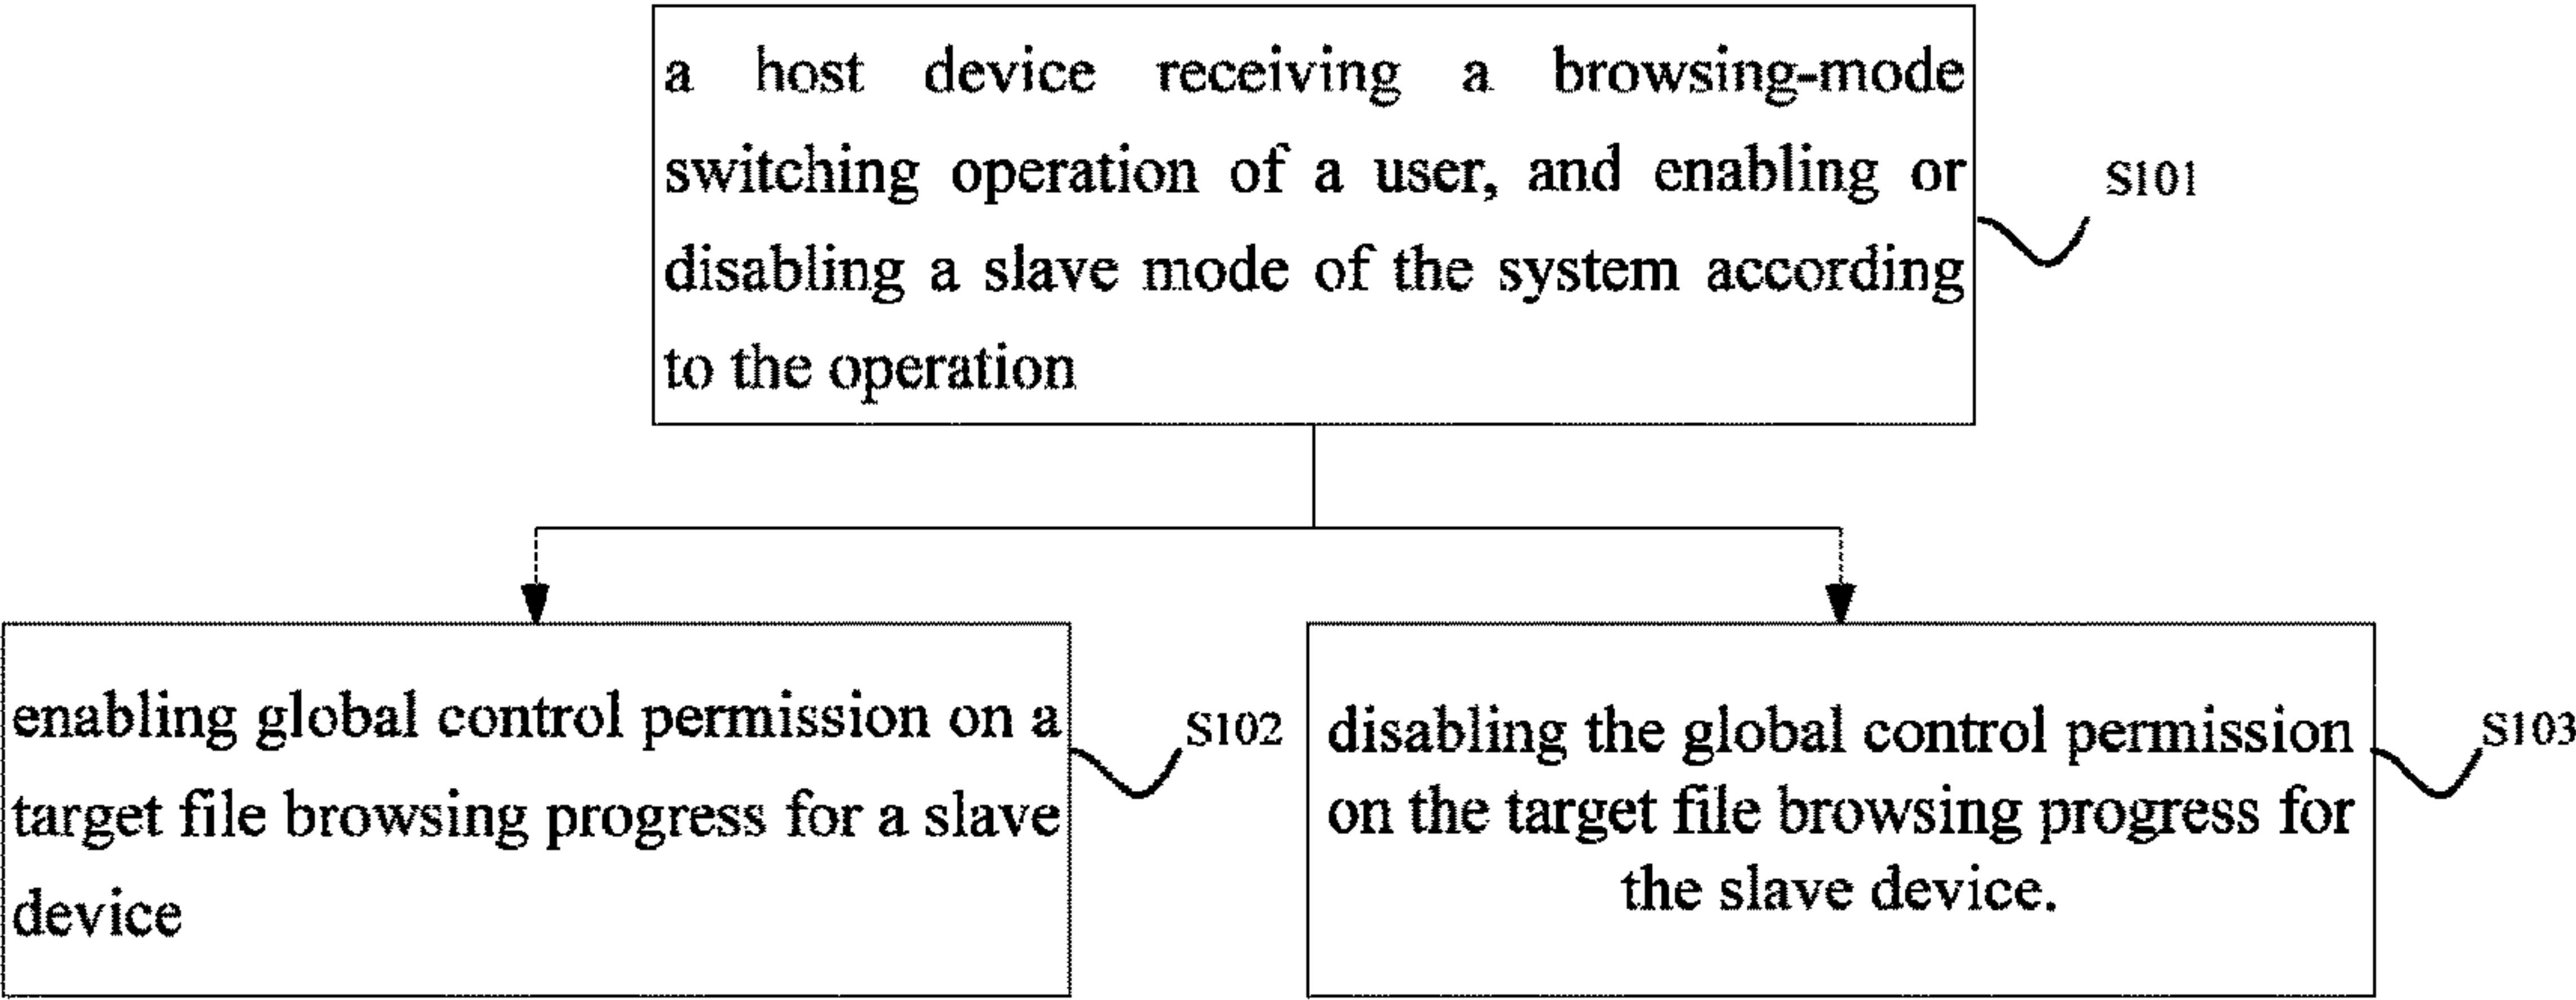 a host device receiving a browsing-mode
switching operation of a user, and enabling or
disabling a slave mode of the system according
to the operation
S101
enabling global control permission on a
target file browsing progress for a slave
device
S102
disabling the global control permission
on the target file browsing progress for
the slave device.
S103